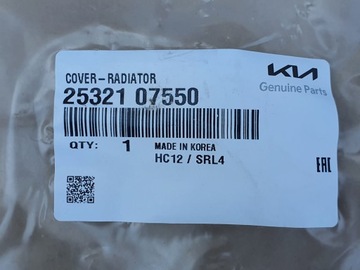 COVER-RADIATOR
KIA
25321 07550
Genuine Parts
QTY: 1 MADE IN KOREA
HC12 / SRL4
EAC